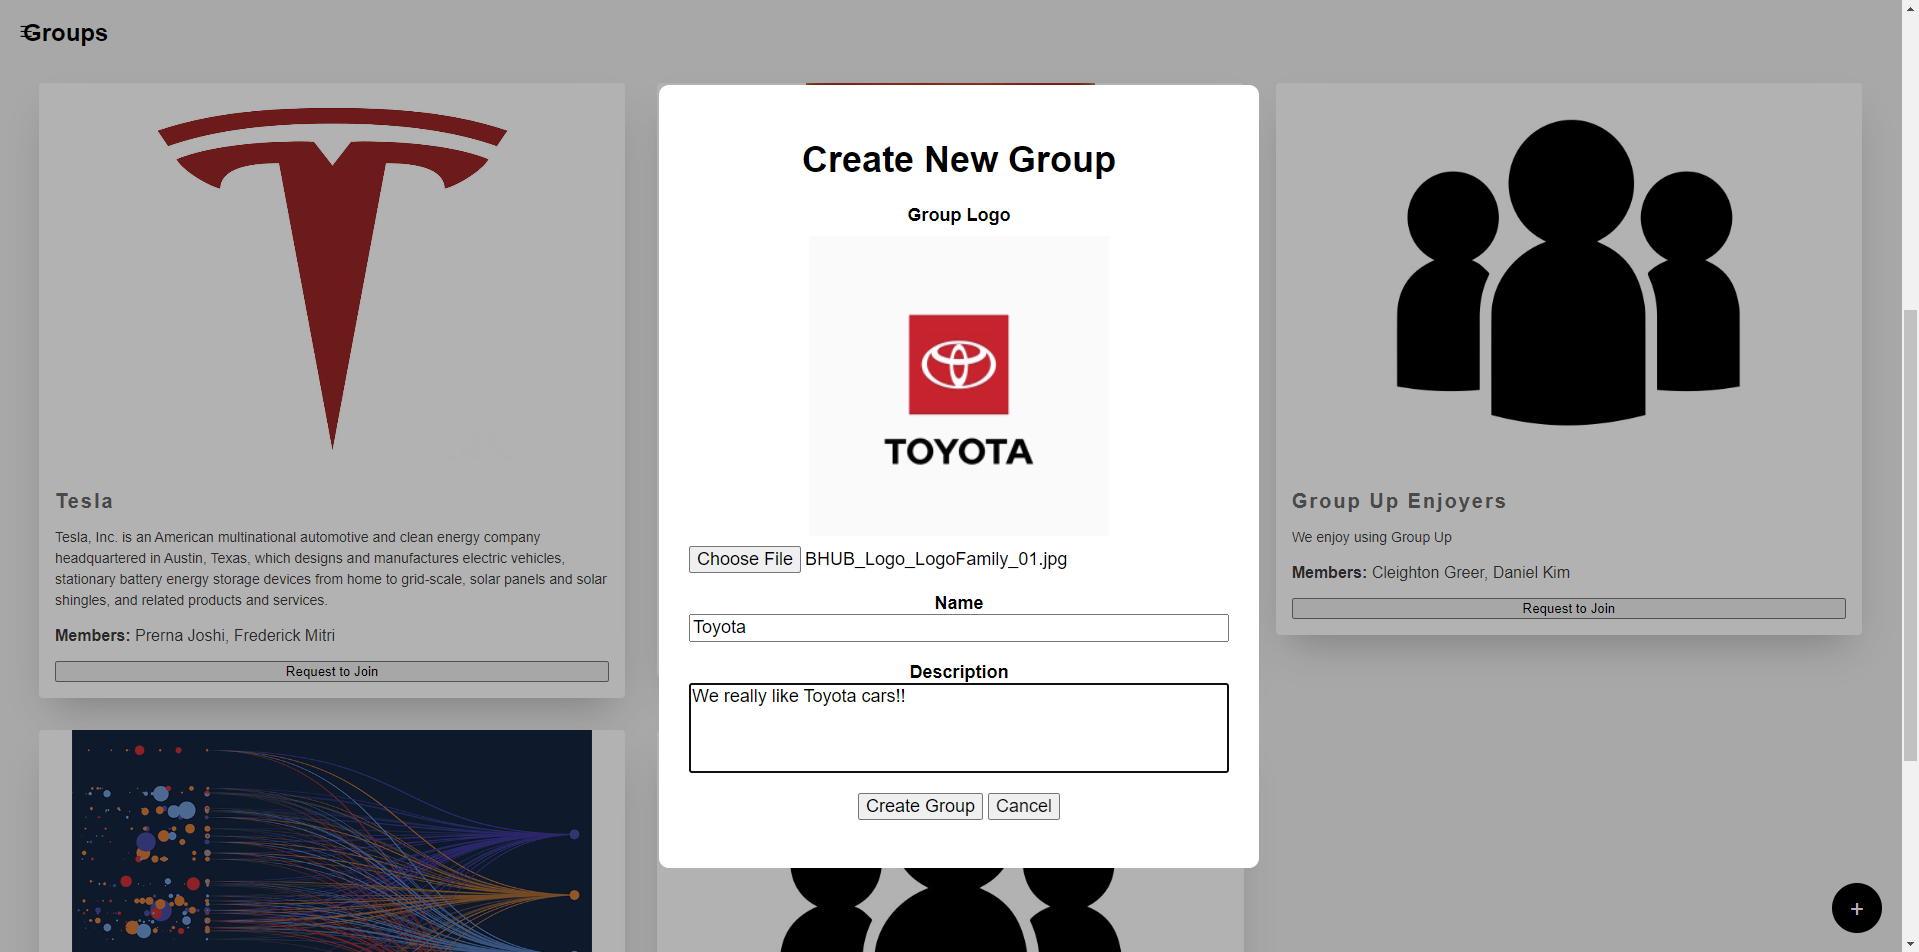 Groups
Create New Group
Group Logo
TOYOTA
Choose File BHUB_Logo_LogoFamily_01.jpg
Name
Toyota
Description
We really like Toyota cars!!
Create Group Cancel
Tesla
Tesla, Inc. is an American multinational automotive and clean energy company
headquartered in Austin, Texas, which designs and manufactures electric vehicles,
stationary battery energy storage devices from home to grid-scale, solar panels and solar
shingles, and related products and services.
Members: Prerna Joshi, Frederick Mitri
Request to Join
Group Up Enjoyers
We enjoy using Group Up
Members: Cleighton Greer, Daniel Kim
Request to Join
+